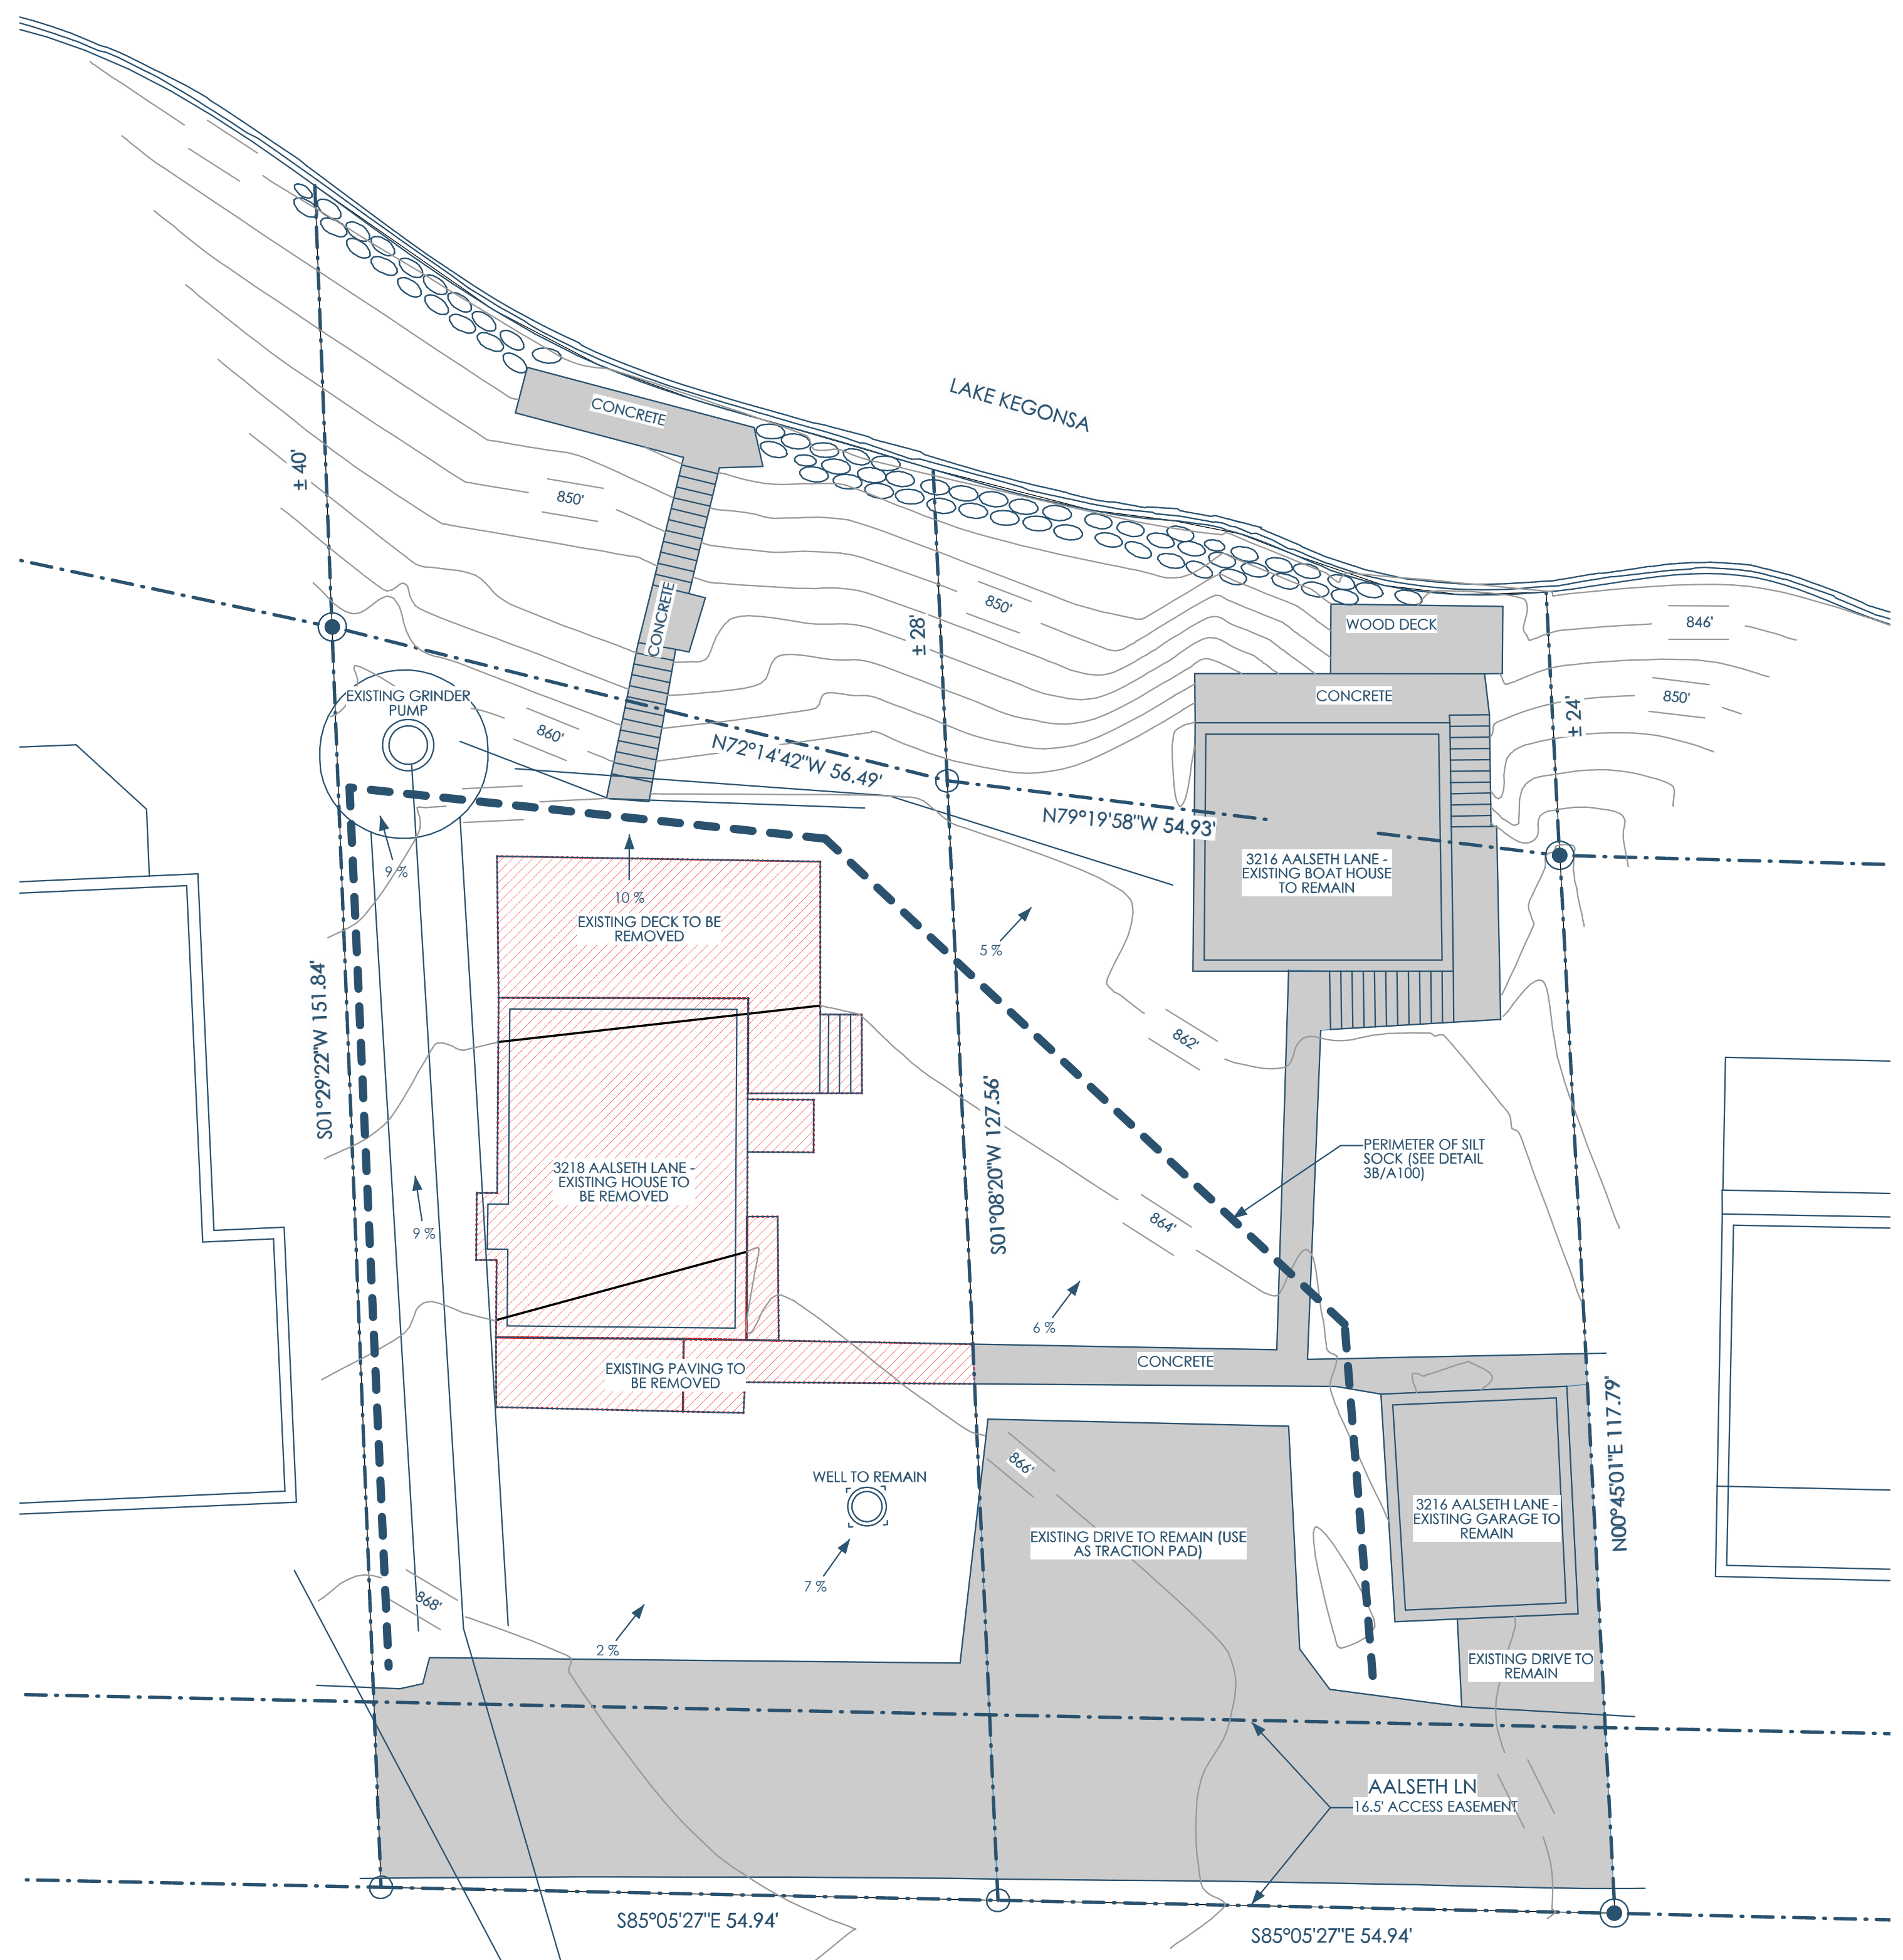 LAKE KEGONSA
CONCRETE
± 40'
850'
CONCRETE
850'
± 28'
WOOD DECK
846'
CONCRETE
850'
± 24'
EXISTING GRINDER
PUMP
860'
N72°14'42"W 56.49'
N79°19'58"W 54.93'
9 %
10 %
EXISTING DECK TO BE
REMOVED
5 %
3216 AALSETH LANE -
EXISTING BOAT HOUSE
TO REMAIN
S01°29'22"W 151.84'
862'
S01°08'20"W 127.56'
PERIMETER OF SILT
SOCK (SEE DETAIL
3B/A100)
3218 AALSETH LANE -
EXISTING HOUSE TO
BE REMOVED
9 %
864'
6 %
EXISTING PAVING TO
BE REMOVED
CONCRETE
N00°45'01"E 117.79'
866'
WELL TO REMAIN
EXISTING DRIVE TO REMAIN (USE
AS TRACTION PAD)
3216 AALSETH LANE -
EXISTING GARAGE TO
REMAIN
7 %
868'
2 %
EXISTING DRIVE TO
REMAIN
AALSETH LN
16.5' ACCESS EASEMENT
S85°05'27"E 54.94'
S85°05'27"E 54.94'